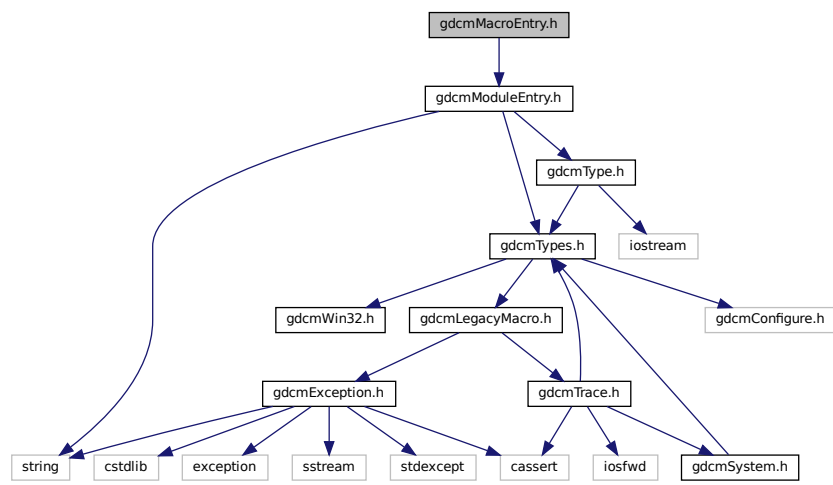 gdcmMacroEntry.h
gdcmModuleEntry.h
gdcmType.h
gdcmTypes.h
iostream
gdcmWin32.h
gdcmLegacyMacro.h
gdcmConfigure.h
gdcmException.h
gdcmTrace.h
string
cstdlib
exception
sstream
stdexcept
cassert
iosfwd
gdcmSystem.h